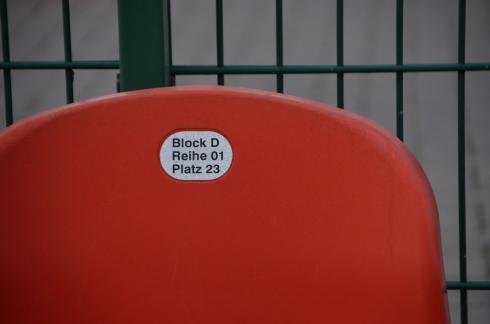 Block D
Reihe 01
Platz 23